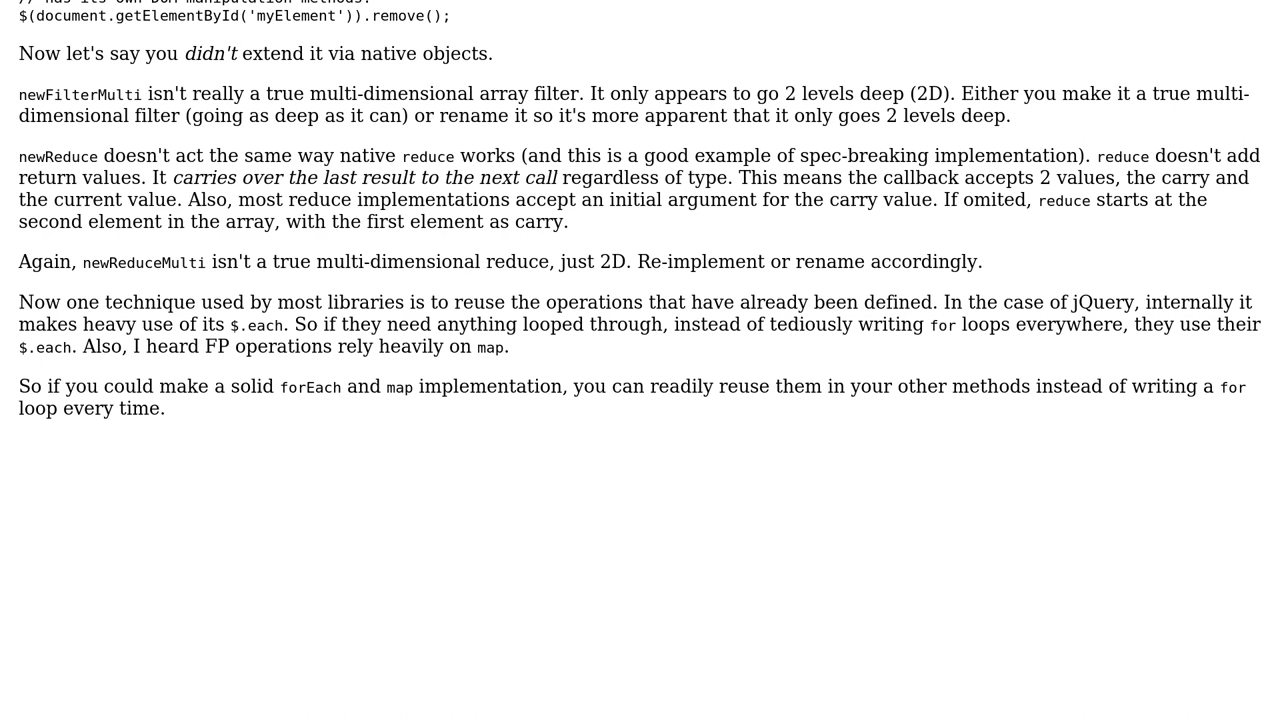 // has its own DOM manipulation methods.
$(document.getElementById('myElement')).remove();
Now let's say you didn't extend it via native objects.
newFilterMulti isn't really a true multi-dimensional array filter. It only appears to go 2 levels deep (2D). Either you make it a true multi-
dimensional filter (going as deep as it can) or rename it so it's more apparent that it only goes 2 levels deep.
newReduce doesn't act the same way native reduce works (and this is a good example of spec-breaking implementation). reduce doesn't add
return values. It carries over the last result to the next call regardless of type. This means the callback accepts 2 values, the carry and
the current value. Also, most reduce implementations accept an initial argument for the carry value. If omited, reduce starts at the
second element in the array, with the first element as carry.
Again, newReduceMulti isn't a true multi-dimensional reduce, just 2D. Re-implement or rename accordingly.
Now one technique used by most libraries is to reuse the operations that have already been defined. In the case of jQuery, internally it
makes heavy use of its $.each. So if they need anything looped through, instead of tediously writing for loops everywhere, they use their
$.each. Also, I heard FP operations rely heavily on map.
So if you could make a solid forEach and map implementation, you can readily reuse them in your other methods instead of writing a for
loop every time.